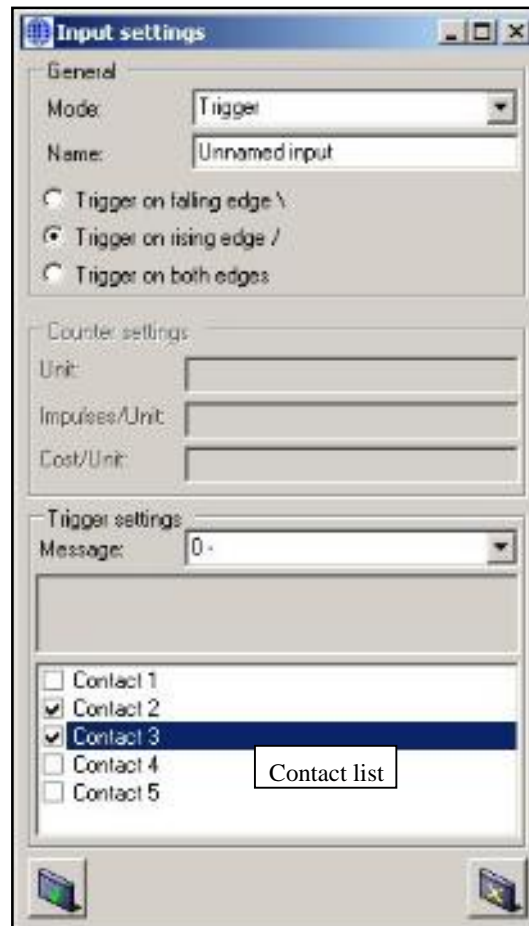 Input settings
General
Mode: Trigger
Name: Unnamed input
Trigger on falling edge \
Trigger on rising edge /
Trigger on both edges
Counter settings
Unit:
Impulses/Unit:
Cost/Unit:
Trigger settings
Message: 0 -
Contact 1
Contact 2
Contact 3
Contact 4
Contact 5
Contact list